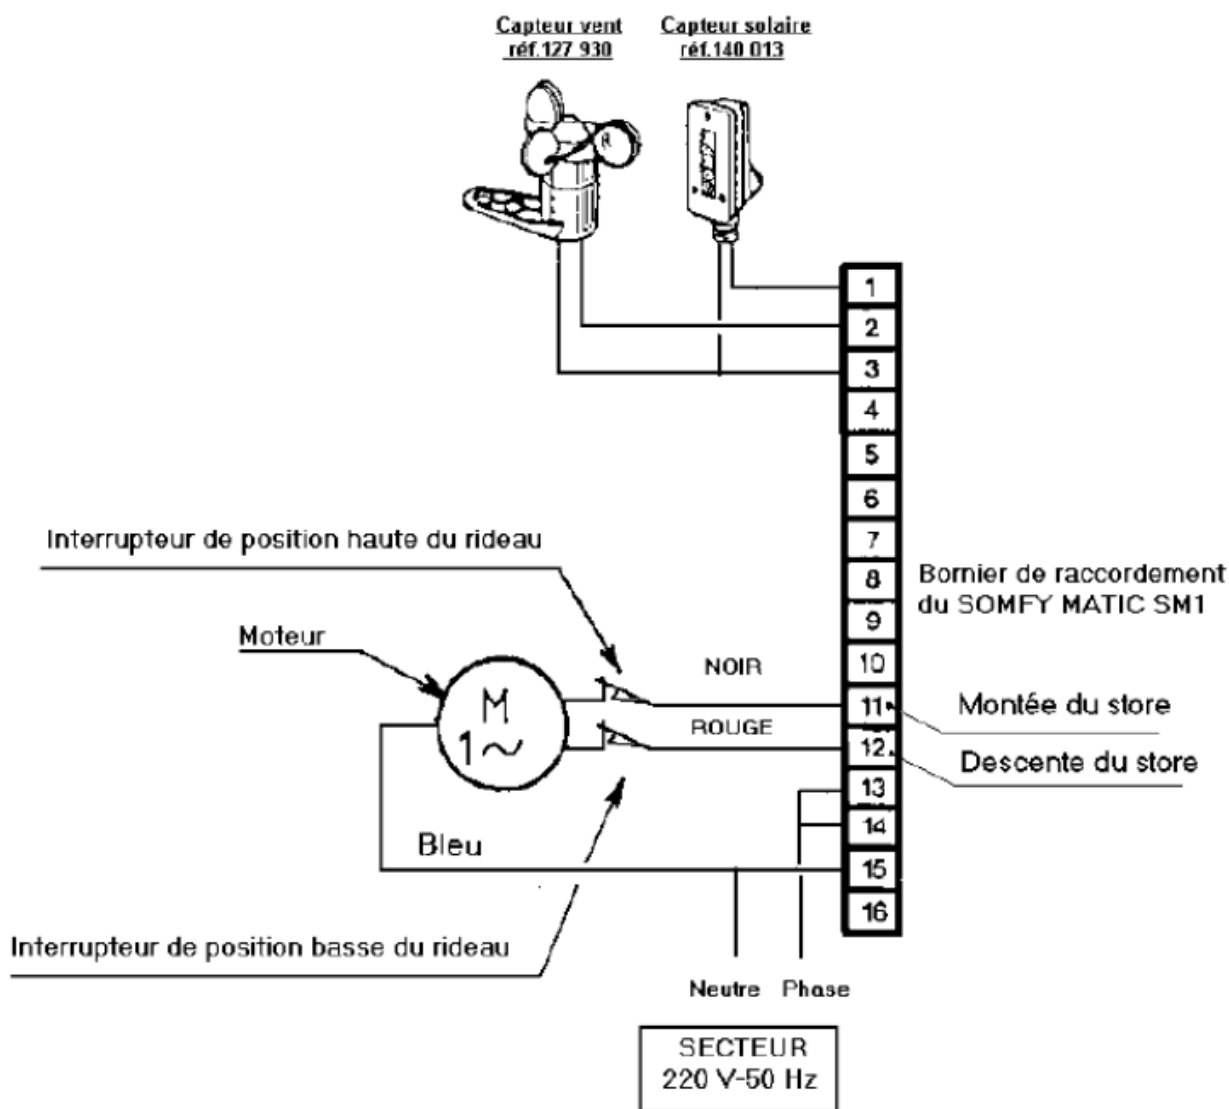 Capteur vent
réf.127 930
Capteur solaire
réf.140 013
1
2
3
4
5
6
7
8
9
10
11
12
13
14
15
16
Bornier de raccordement
du SOMFY MATIC SM1
Interrupteur de position haute du rideau
Moteur
M
1~
NOIR
ROUGE
Montée du store
Descente du store
Bleu
Interrupteur de position basse du rideau
Neutre Phase
SECTEUR
220 V-50 Hz